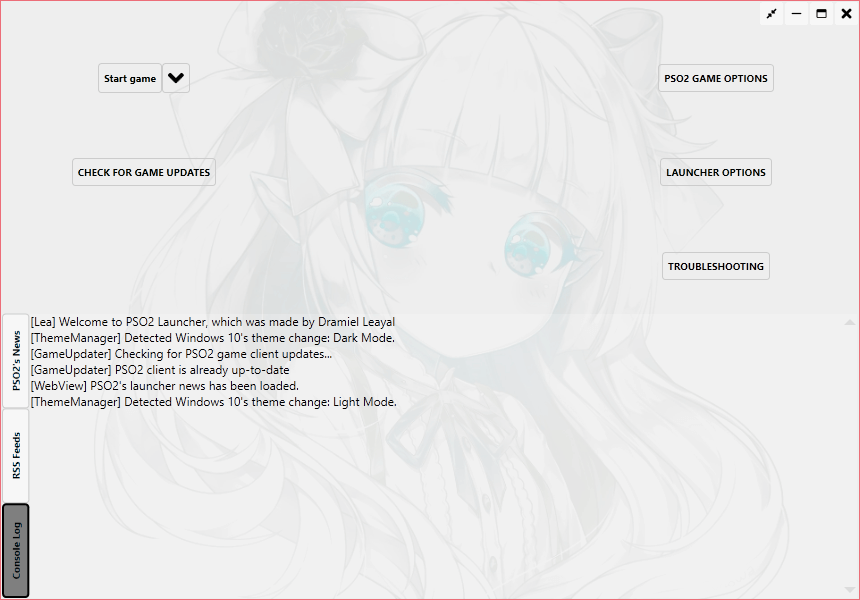 Start game
PSO2 GAME OPTIONS
CHECK FOR GAME UPDATES
LAUNCHER OPTIONS
TROUBLESHOOTING
PSO2's News
RSS Feeds
Console Log
[Lea] Welcome to PSO2 Launcher, which was made by Dramiel Leayal
[ThemeManager] Detected Windows 10's theme change: Dark Mode.
[GameUpdater] Checking for PSO2 game client updates...
[GameUpdater] PSO2 client is already up-to-date
[WebView] PSO2's launcher news has been loaded.
[ThemeManager] Detected Windows 10's theme change: Light Mode.